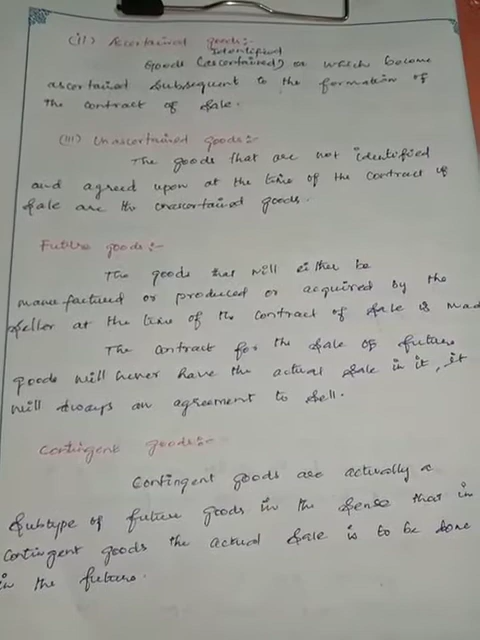 (ii) Ascertained goods:-
Identified
Goods (ascertained) or which become
ascertained subsequent to the formation of
the contract of sale.
(iii) Unascertained goods:-
The goods that are not identified
and agreed upon at the time of the contract of
sale are the unascertained goods.
Future goods:-
The goods that will either be
manufactured or produced or acquired by the
seller at the time of the contract of sale is mad
The contract for the sale of future
goods will never have the actual sale in it, it
will always an agreement to sell.
Contingent goods:-
Contingent goods are actually a
subtype of future goods in the sense that in
contingent goods the actual sale is to be done
in the future.